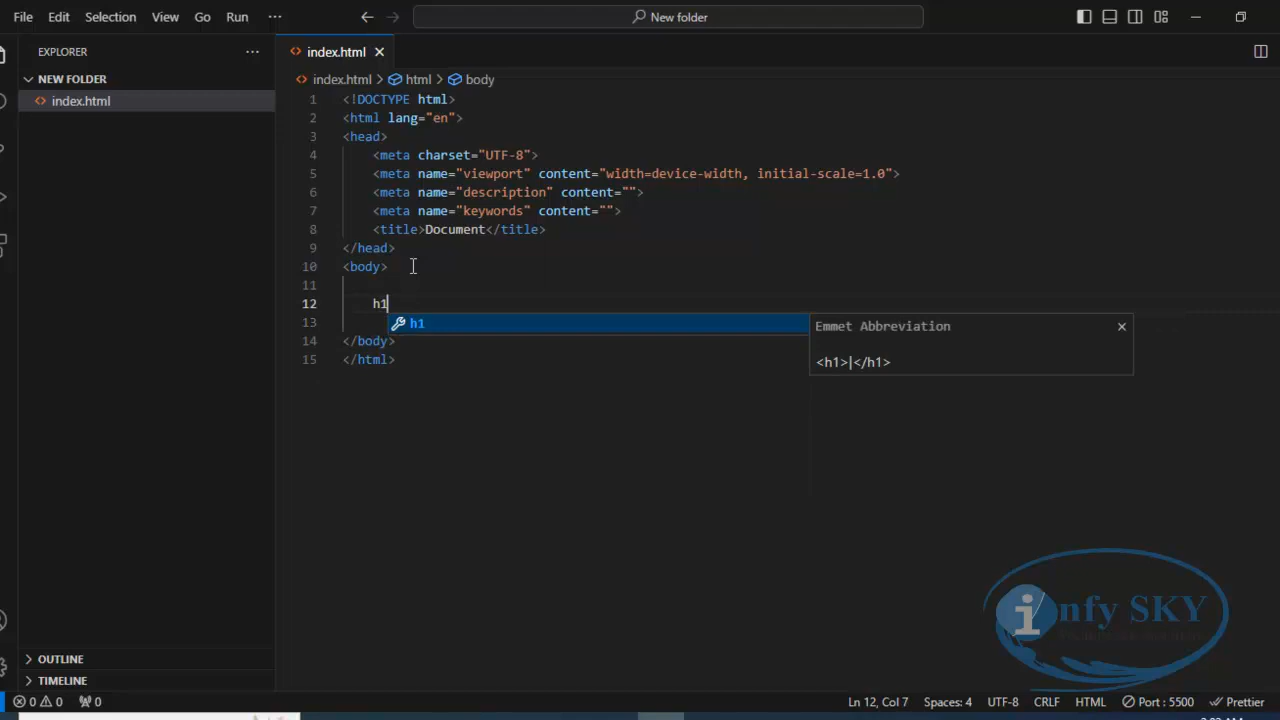 File Edit Selection View Go Run ··· New folder
EXPLORER ···
NEW FOLDER
index.html
index.html
index.html > html > body
1 <!DOCTYPE html>
2 <html lang="en">
3 <head>
4 <meta charset="UTF-8">
5 <meta name="viewport" content="width=device-width, initial-scale=1.0">
6 <meta name="description" content="">
7 <meta name="keywords" content="">
8 <title>Document</title>
9 </head>
10 <body>
11
12 h1
13 h1
Emmet Abbreviation
<h1>|</h1>
14 </body>
15 </html>
infy SKY
OUTLINE
TIMELINE
0 0 0 Ln 12, Col 7 Spaces: 4 UTF-8 CRLF HTML Port : 5500 Prettier